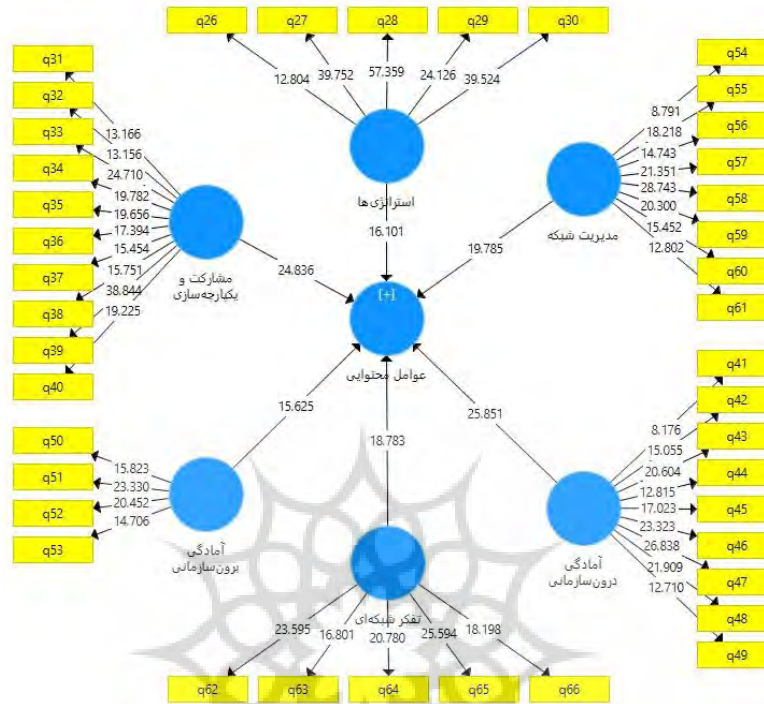 q26
q27
q28
q29
q30
12.804
39.752
57.359
24.126
39.524
استراتژی‌ها
16.101
q31
q32
q33
q34
q35
q36
q37
q38
q39
q40
13.166
13.156
24.710
19.782
19.656
17.394
15.454
15.751
38.844
19.225
مشارکت و
یکپارچه‌سازی
24.836
q54
q55
q56
q57
q58
q59
q60
q61
8.791
18.218
14.743
21.351
28.743
20.300
15.452
12.802
مدیریت شبکه
19.785
[+]
عوامل محتوایی
q50
q51
q52
q53
15.823
23.330
20.452
14.706
آمادگی
برون‌سازمانی
15.625
18.783
25.851
q41
q42
q43
q44
q45
q46
q47
q48
q49
8.176
15.055
20.604
12.815
17.023
23.323
26.838
21.909
12.710
آمادگی
درون‌سازمانی
تفکر شبکه‌ای
23.595
16.801
20.780
25.594
18.198
q62
q63
q64
q65
q66